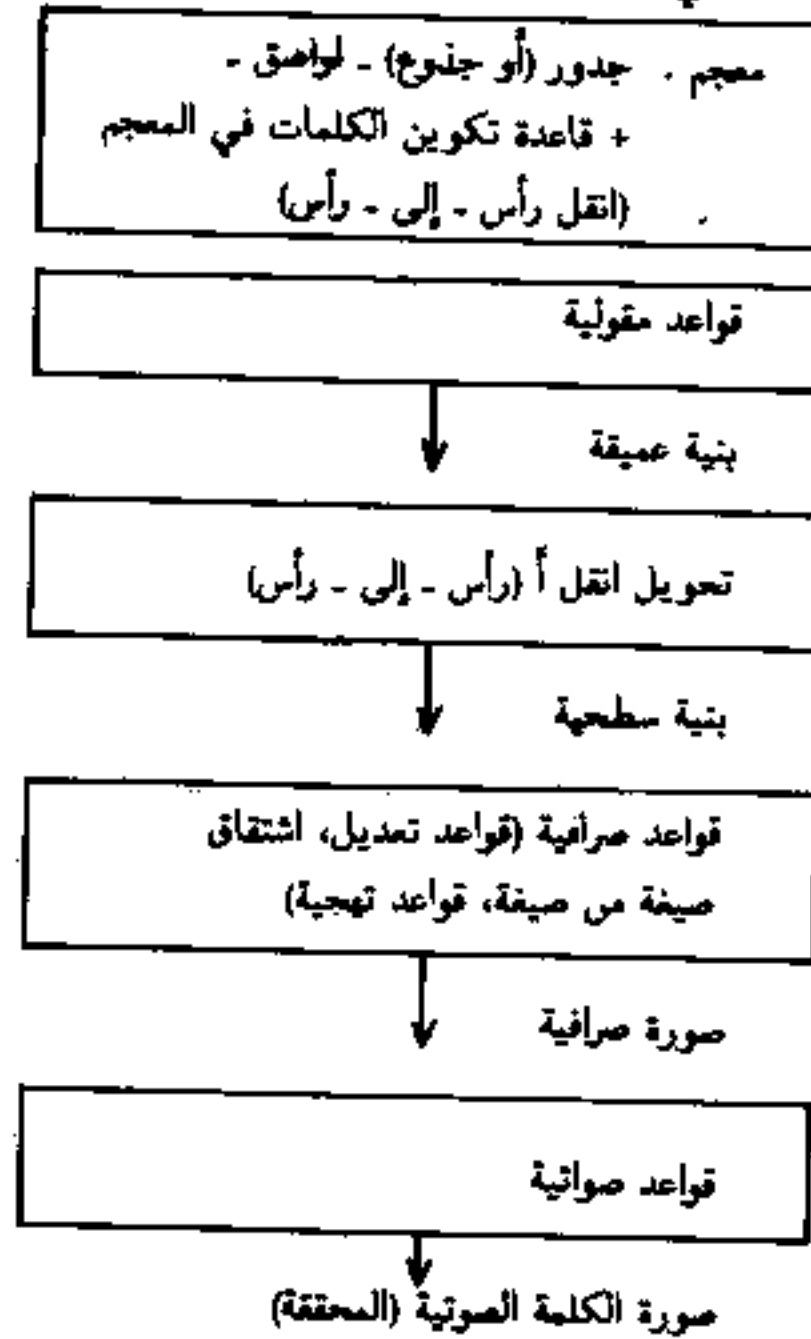 معجم . جذور (أو جذوع) - لواصق -
+ قاعدة تكوين الكلمات في المعجم
(انقل رأس - إلى - رأس)
قواعد مقولية
بنية عميقة
تحويل انقل أ (رأس - إلى - رأس)
بنية سطحية
قواعد صرافية (قواعد تعديل، اشتقاق
صيغة من صيغة، قواعد تهجية)
صورة صرافية
قواعد صواتية
صورة الكلمة الصوتية (المحققة)